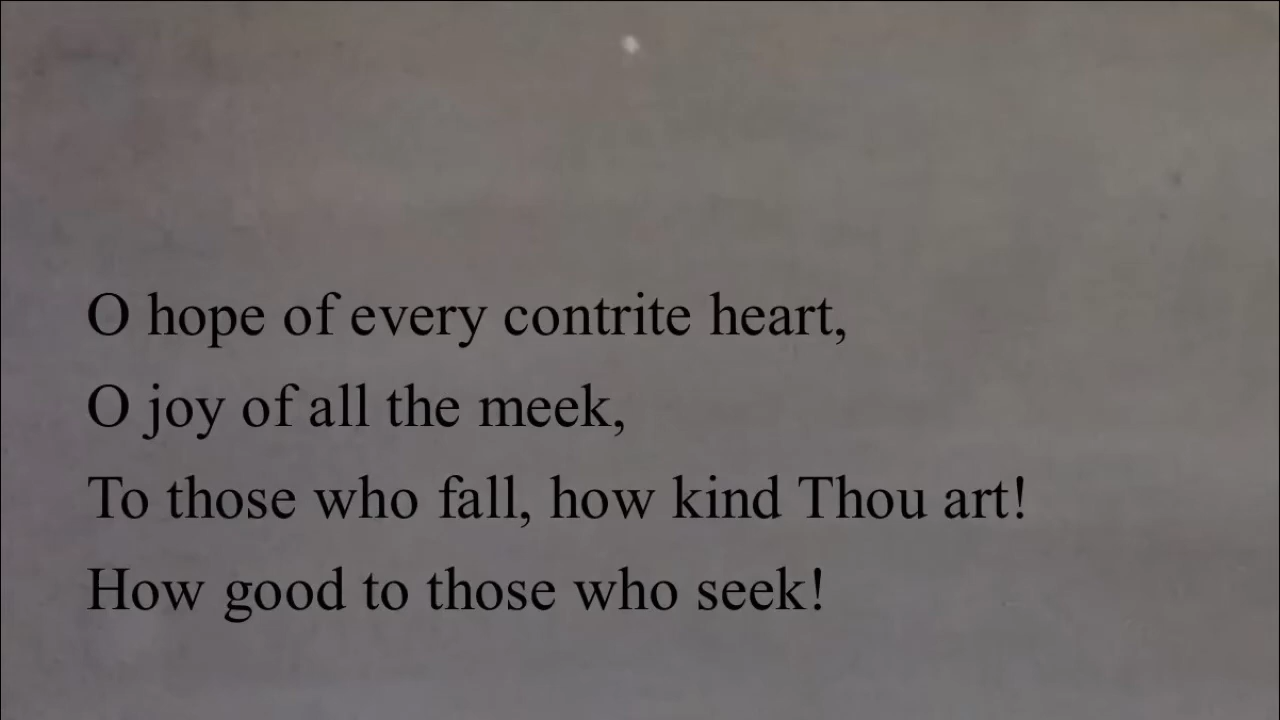 O hope of every contrite heart,
O joy of all the meek,
To those who fall, how kind Thou art!
How good to those who seek!